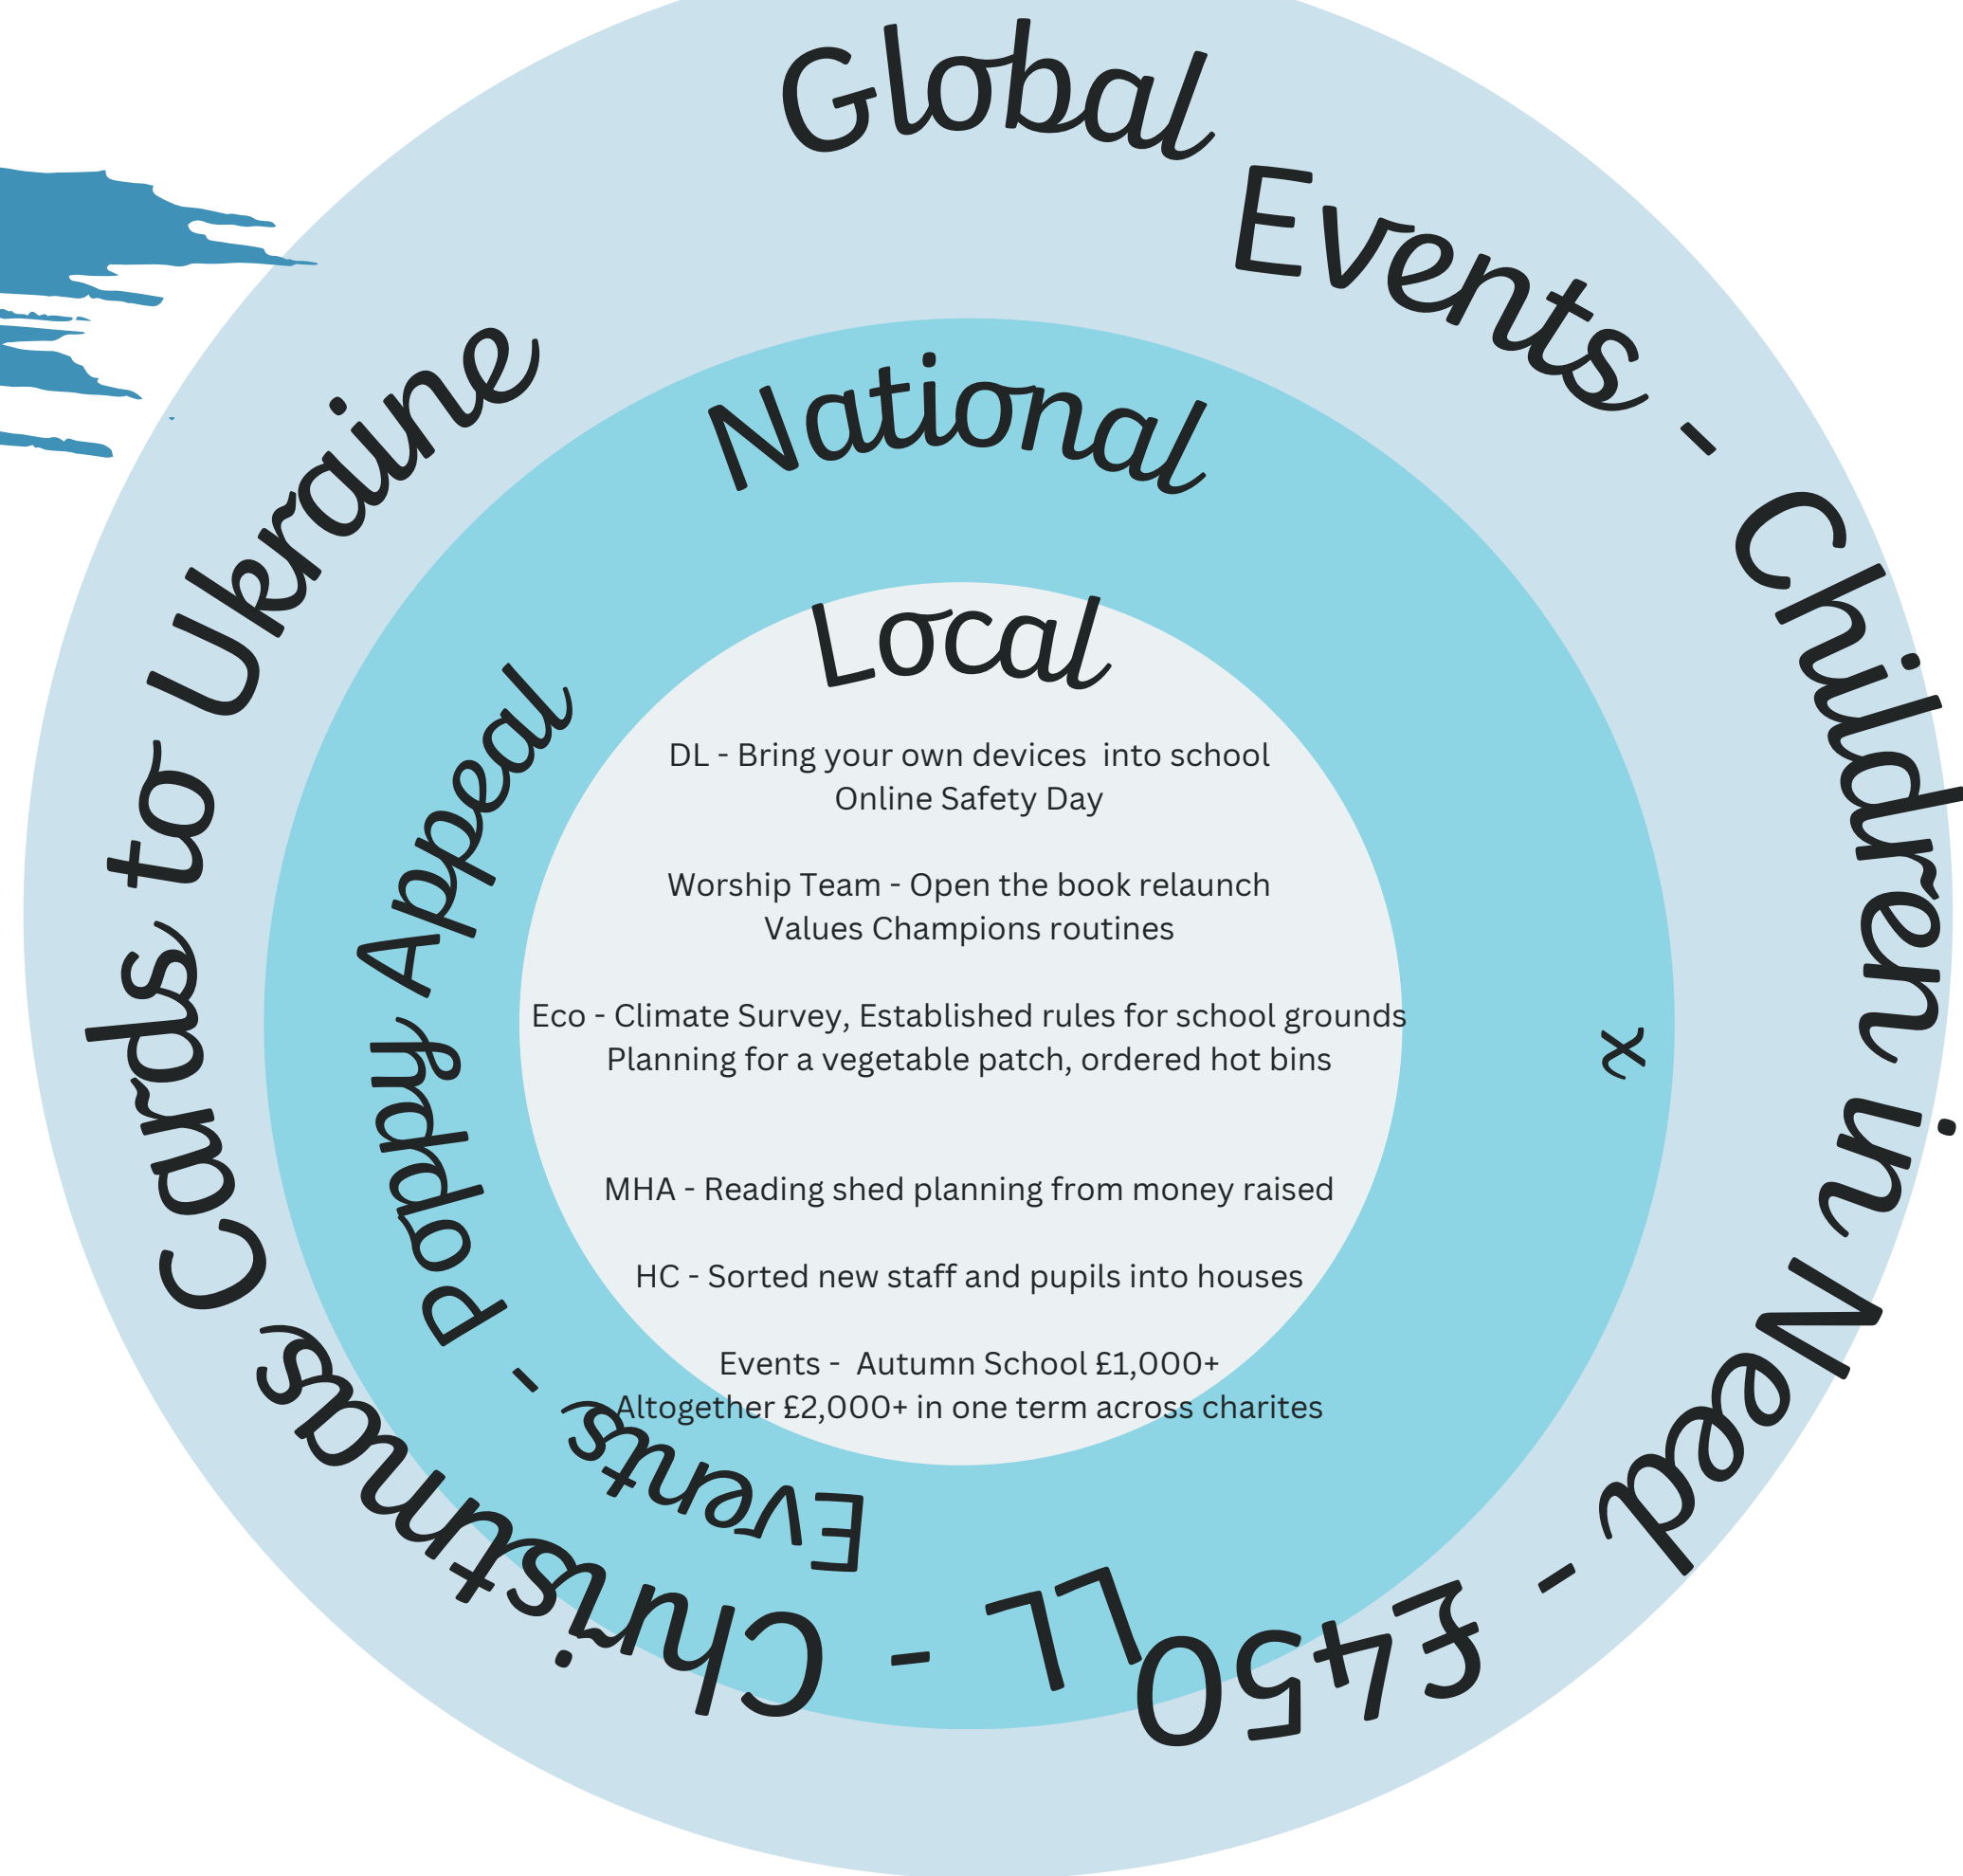 Global
Events - Children in Need - £450
LL - Christmas Cards to Ukraine
National
x
Events - Poppy Appeal
Local
DL - Bring your own devices  into school
Online Safety Day
Worship Team - Open the book relaunch
Values Champions routines
Eco - Climate Survey, Established rules for school grounds
Planning for a vegetable patch, ordered hot bins
MHA - Reading shed planning from money raised
HC - Sorted new staff and pupils into houses
Events -  Autumn School £1,000+
Altogether £2,000+ in one term across charites